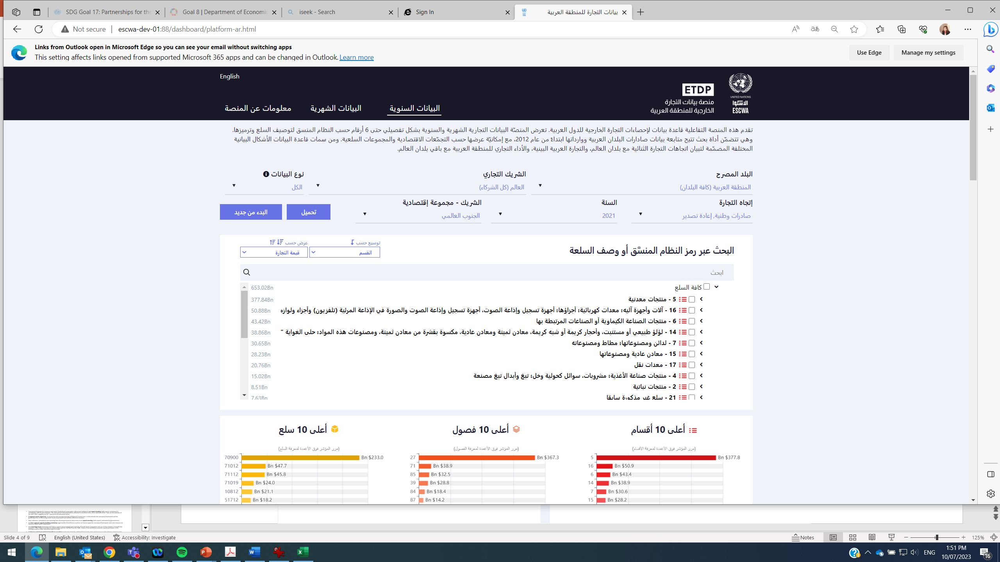 SDG Goal 17: Partnerships for the
Goal 8 | Department of Economic
iseek - Search
Sign In
بيانات التجارة للمنطقة العربية
Not secure
escwa-dev-01:88/dashboard/platform-ar.html
Links from Outlook open in Microsoft Edge so you can see your email without switching apps
This setting affects links opened from supported Microsoft 365 apps and can be changed in Outlook. Learn more
Use Edge
Manage my settings
English
ETDP
منصة بيانات التجارة
الخارجية للمنطقة العربية
UNITED NATIONS
الاسكوا
ESCWA
البيانات السنوية
البيانات الشهرية
معلومات عن المنصة
تقدم هذه المنصة التفاعلية قاعدة بيانات لإحصاءات التجارة الخارجية للدول العربية. تعرض المنصّة البيانات التجارية الشهرية والسنوية بشكل تفصيلي حتى 6 أرقام حسب النظام المنسق لتوصيف السلع وترميزها.
وهي تتضمّن أداة بحث تتيح متابعة بيانات صادارات البلدان العربية ووارداتها ابتداءً من عام 2012، مع إمكانيّة عرضها حسب التجمّعات الاقتصادية والمجموعات السلعية. ومن سمات قاعدة البيانات الأشكال البيانية
المختلفة المصمّمة لتبيان اتجاهات التجارة الثنائية مع بلدان العالم، والتجارة العربية البينية، والأداء التجاري للمنطقة العربية مع باقي بلدان العالم.
البلد المصرح
المنطقة العربية (كافة البلدان)
الشريك التجاري
العالم (كل الشركاء)
نوع البيانات
الكل
إتجاه التجارة
صادرات وطنية, إعادة تصدير
السنة
2021
الشريك - مجموعة إقتصادية
الجنوب العالمي
تحميل
البدء من جديد
البحث عبر رمز النظام المنسَّق أو وصف السلعة
توسيع حسب
القسم
عرض حسب
قيمة التجارة
ابحث
كافة السلع 653.02Bn
5 - منتجات معدنية 377.84Bn
16 - آلات وأجهزة آليه؛ معدات كهربائية؛ أجزاؤها؛ أجهزة تسجيل وإذاعة الصوت، أجهزة تسجيل وإذاعة الصوت والصورة في الإذاعة المرئية (تلفزيون) وأجزاء ولوازم 50.88Bn
6 - منتجات الصناعة الكيماوية أو الصناعات المرتبطة بها 43.42Bn
14 - لؤلؤ طبيعي أو مستنبت، وأحجار كريمة أو شبه كريمة، معادن ثمينة ومعادن عادية، مكسوة بقشرة من معادن ثمينة، ومصنوعات هذه المواد؛ حلى الغواية " 38.86Bn
7 - لدائن ومصنوعاتها؛ مطاط ومصنوعاته 30.65Bn
15 - معادن عادية ومصنوعاتها 28.23Bn
17 - معدات نقل 20.76Bn
4 - منتجات صناعة الأغذية؛ مشروبات، سوائل كحولية وخل؛ تبغ وأبدال تبغ مصنعة 15.02Bn
2 - منتجات نباتية 8.51Bn
21 - سلع غير مذكورة سابقا 7.63Bn
أعلى 10 أقسام
(مرر المؤشر فوق الأعمدة لمعرفة الأقسام)
5 Bn $377.8
16 Bn $50.9
6 Bn $43.4
14 Bn $38.9
7 Bn $30.6
15 Bn $28.2
أعلى 10 فصول
(مرر المؤشر فوق الأعمدة لمعرفة الفصول)
27 Bn $367.3
71 Bn $38.9
85 Bn $32.5
39 Bn $28.8
84 Bn $18.4
87 Bn $14.2
أعلى 10 سلع
(مرر المؤشر فوق الأعمدة لمعرفة السلع)
70900 Bn $233.0
71012 Bn $47.7
71112 Bn $45.8
71019 Bn $24.0
10812 Bn $21.1
51712 Bn $18.2
Slide 4 of 9
English (United States)
Accessibility: Investigate
Notes
125%
ENG
1:51 PM
10/07/2023
16